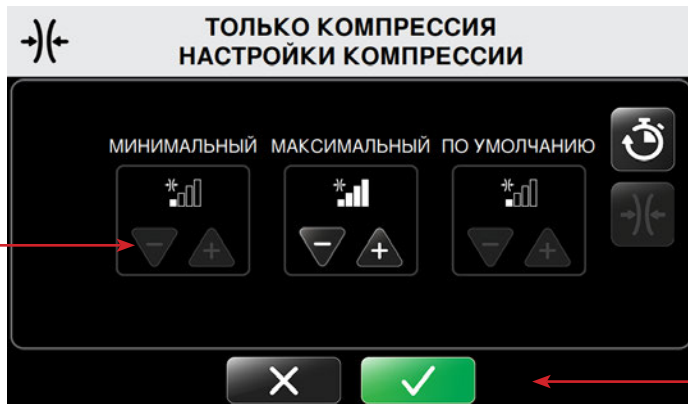 ТОЛЬКО КОМПРЕССИЯ
НАСТРОЙКИ КОМПРЕССИИ
МИНИМАЛЬНЫЙ МАКСИМАЛЬНЫЙ ПО УМОЛЧАНИЮ